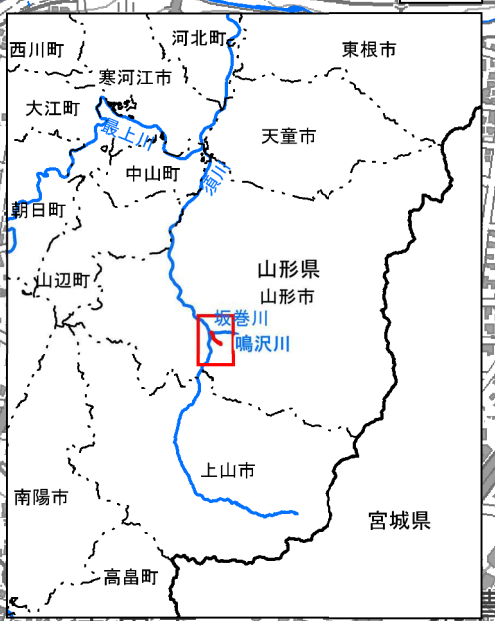 河北町
西川町
東根市
寒河江市
大江町
最上川
天童市
中山町
須川
朝日町
山形県
山辺町
山形市
坂巻川
鳴沢川
上山市
南陽市
宮城県
高畠町